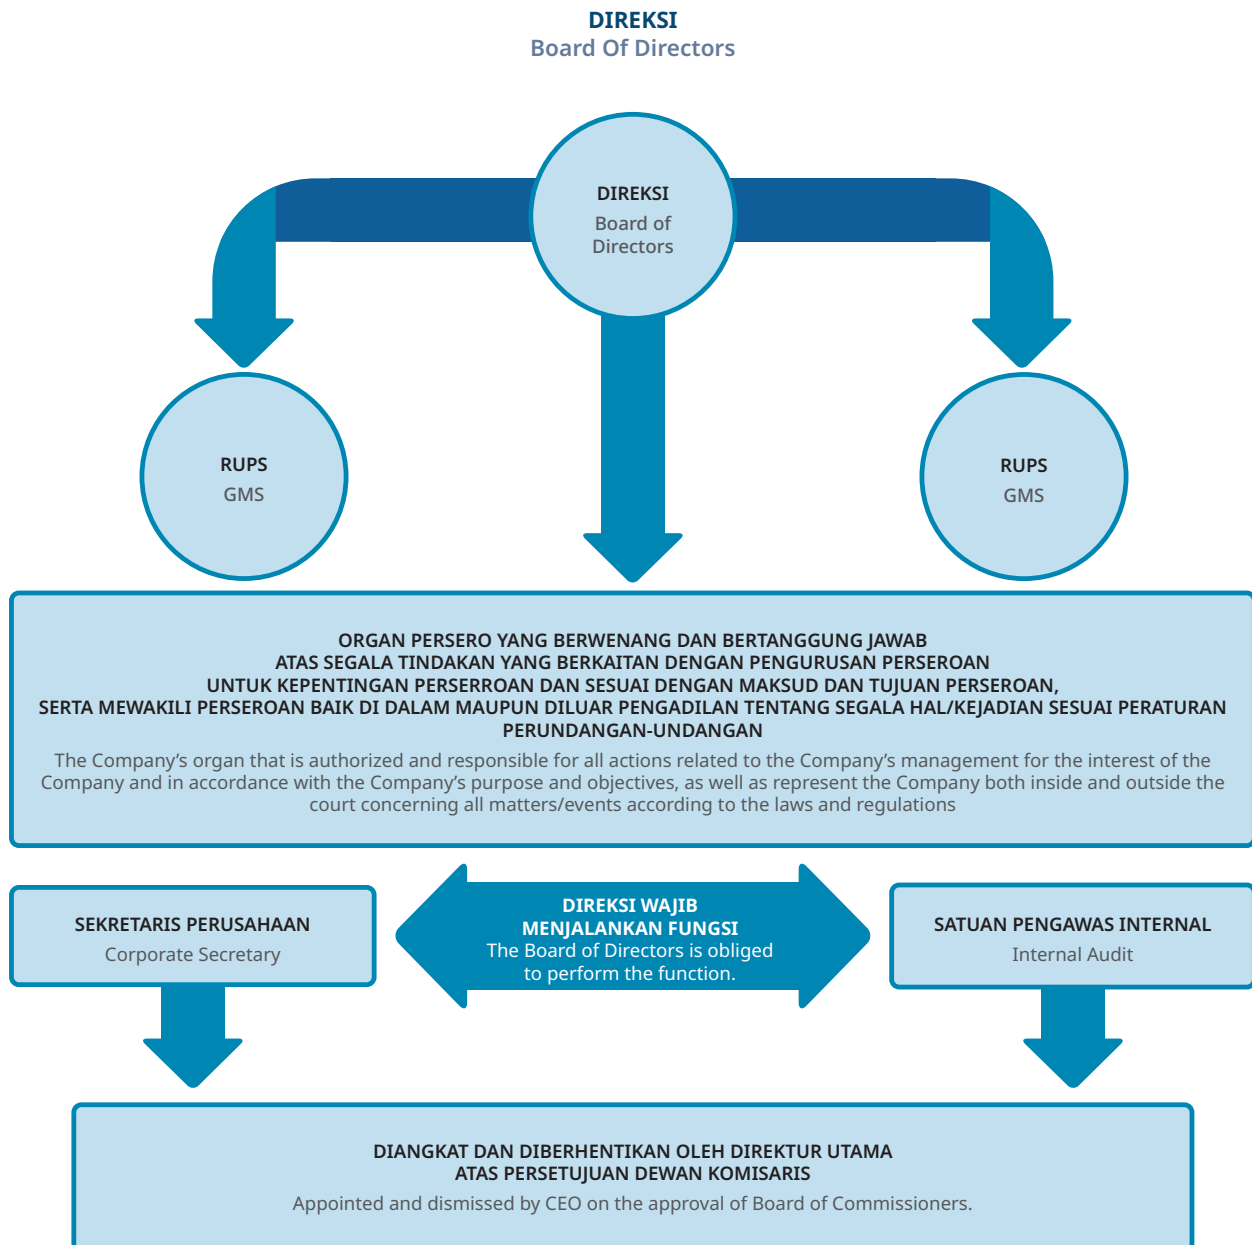 DIREKSI
Board Of Directors
DIREKSI
Board of
Directors
RUPS
GMS
RUPS
GMS
ORGAN PERSERO YANG BERWENANG DAN BERTANGGUNG JAWAB
ATAS SEGALA TINDAKAN YANG BERKAITAN DENGAN PENGURUSAN PERSEROAN
UNTUK KEPENTINGAN PERSERROAN DAN SESUAI DENGAN MAKSUD DAN TUJUAN PERSEROAN,
SERTA MEWAKILI PERSEROAN BAIK DI DALAM MAUPUN DILUAR PENGADILAN TENTANG SEGALA HAL/KEJADIAN SESUAI PERATURAN
PERUNDANGAN-UNDANGAN
The Company’s organ that is authorized and responsible for all actions related to the Company’s management for the interest of the
Company and in accordance with the Company’s purpose and objectives, as well as represent the Company both inside and outside the
court concerning all matters/events according to the laws and regulations
SEKRETARIS PERUSAHAAN
Corporate Secretary
DIREKSI WAJIB
MENJALANKAN FUNGSI
The Board of Directors is obliged
to perform the function.
SATUAN PENGAWAS INTERNAL
Internal Audit
DIANGKAT DAN DIBERHENTIKAN OLEH DIREKTUR UTAMA
ATAS PERSETUJUAN DEWAN KOMISARIS
Appointed and dismissed by CEO on the approval of Board of Commissioners.